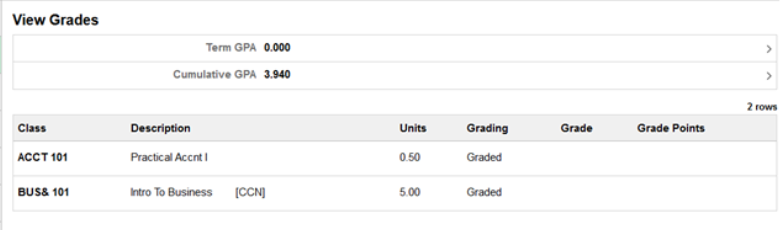 View Grades
Term GPA 0.000
Cumulative GPA 3.940
2 rows
Class Description Units Grading Grade Grade Points
ACCT 101 Practical Accnt I 0.50 Graded
BUS& 101 Intro To Business [CCN] 5.00 Graded